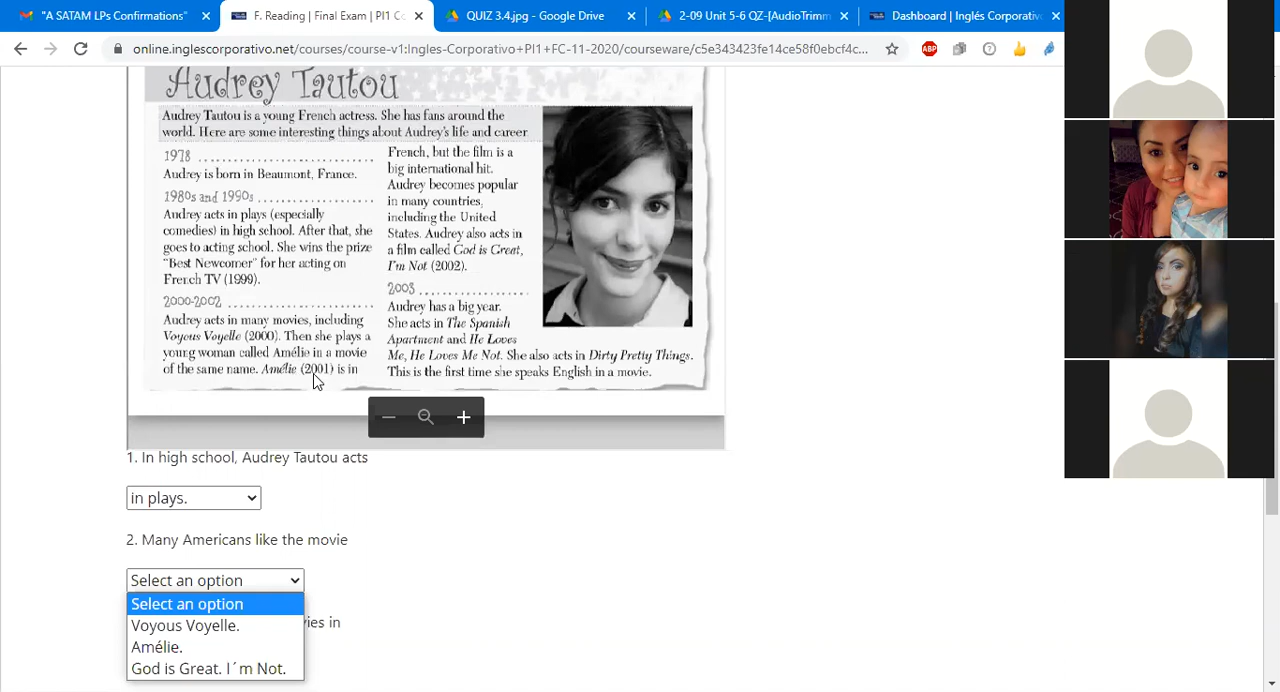 "A SATAM LPs Confirmations"
F. Reading | Final Exam | PI1 Co
QUIZ 3.4.jpg - Google Drive
2-09 Unit 5-6 QZ-[AudioTrimm
Dashboard | Inglés Corporativo
online.inglescorporativo.net/courses/course-v1:Ingles-Corporativo+PI1+FC-11-2020/courseware/c5e343423fe14ce58f0ebcf4c...
ABP
Audrey Tautou
Audrey Tautou is a young French actress. She has fans around the
world. Here are some interesting things about Audrey's life and career.
1978
Audrey is born in Beaumont, France.
1980s and 1990s
Audrey acts in plays (especially
comedies) in high school. After that, she
goes to acting school. She wins the prize
"Best Newcomer" for her acting on
French TV (1999).
2000-2002
Audrey acts in many movies, including
Voyous Voyelle (2000). Then she plays a
young woman called Amélie in a movie
of the same name. Amélie (2001) is in
French, but the film is a
big international hit.
Audrey becomes popular
in many countries,
including the United
States. Audrey also acts in
a film called God is Great,
I'm Not (2002).
2003
Audrey has a big year.
She acts in The Spanish
Apartment and He Loves
Me, He Loves Me Not. She also acts in Dirty Pretty Things.
This is the first time she speaks English in a movie.
1. In high school, Audrey Tautou acts
in plays.
2. Many Americans like the movie
Select an option
Select an option
Voyous Voyelle.
Amélie.
God is Great. I´m Not.
vies in